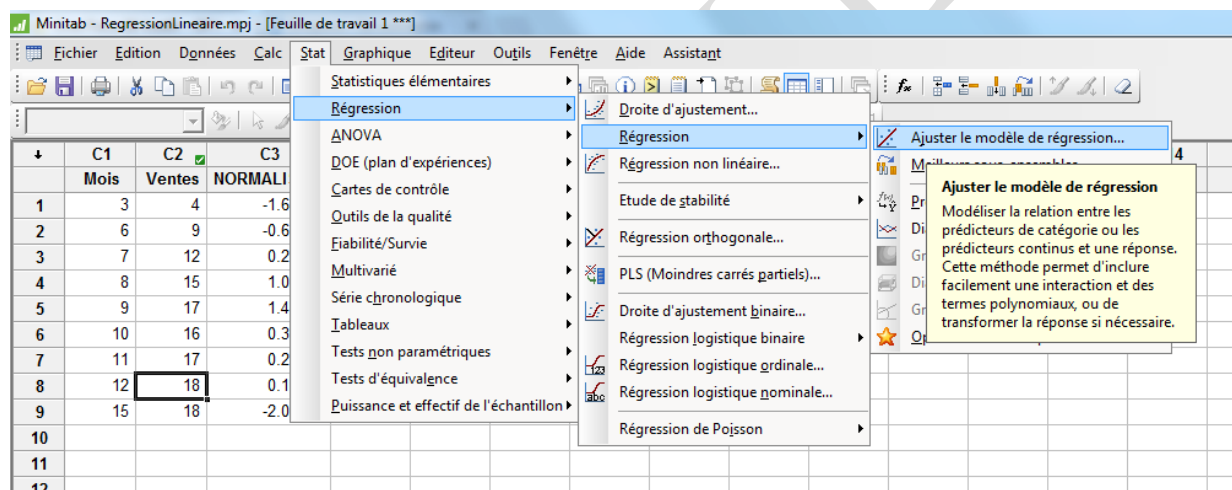 Minitab - RegressionLineaire.mpj - [Feuille de travail 1 ***]
Fichier Edition Données Calc Stat Graphique Editeur Outils Fenêtre Aide Assistant
Statistiques élémentaires
Régression
ANOVA
DOE (plan d'expériences)
Cartes de contrôle
Outils de la qualité
Fiabilité/Survie
Multivarié
Série chronologique
Tableaux
Tests non paramétriques
Tests d'équivalence
Puissance et effectif de l'échantillon
Droite d'ajustement...
Régression
Régression non linéaire...
Etude de stabilité
Régression orthogonale...
PLS (Moindres carrés partiels)...
Droite d'ajustement binaire...
Régression logistique binaire
Régression logistique ordinale...
Régression logistique nominale...
Régression de Poisson
Ajuster le modèle de régression...
Ajuster le modèle de régression
Modéliser la relation entre les
prédicteurs de catégorie ou les
prédicteurs continus et une réponse.
Cette méthode permet d'inclure
facilement une interaction et des
termes polynomiaux, ou de
transformer la réponse si nécessaire.
C1 C2 C3 4
Mois Ventes NORMALI
1 3 4 -1.6
2 6 9 -0.6
3 7 12 0.2
4 8 15 1.0
5 9 17 1.4
6 10 16 0.3
7 11 17 0.2
8 12 18 0.1
9 15 18 -2.0
10
11
12